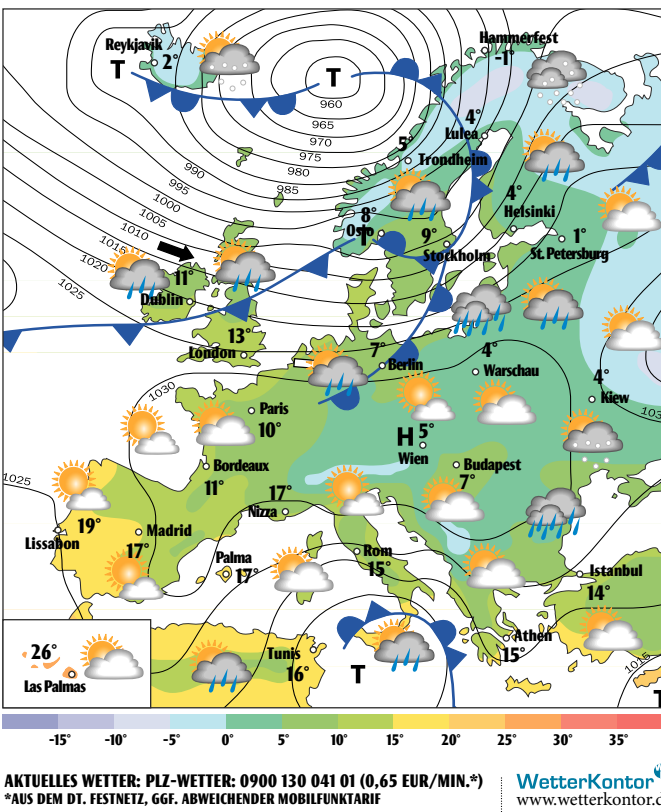 Reykjavik
2°
T
T
Hammerfest
-1°
960
965
970
975
980
985
990
995
1000
1005
1010
1015
1020
1025
4°
Lulea
5°
Trondheim
4°
Helsinki
8°
Oslo
T
9°
Stockholm
1°
St. Petersburg
11°
Dublin
13°
London
7°
Berlin
4°
Warschau
4°
Kiew
1030
Paris
10°
H
5°
Wien
Bordeaux
11°
Budapest
7°
1025
17°
Nizza
19°
Lissabon
Madrid
17°
Palma
17°
Rom
15°
Istanbul
14°
Athen
15°
Tunis
16°
T
1015
T
26°
Las Palmas
-15° -10° -5° 0° 5° 10° 15° 20° 25° 30° 35°
AKTUELLES WETTER: PLZ-WETTER: 0900 130 041 01 (0,65 EUR/MIN.*)
*AUS DEM DT. FESTNETZ, GGF. ABWEICHENDER MOBILFUNKTARIF
WetterKontor
www.wetterkontor.d